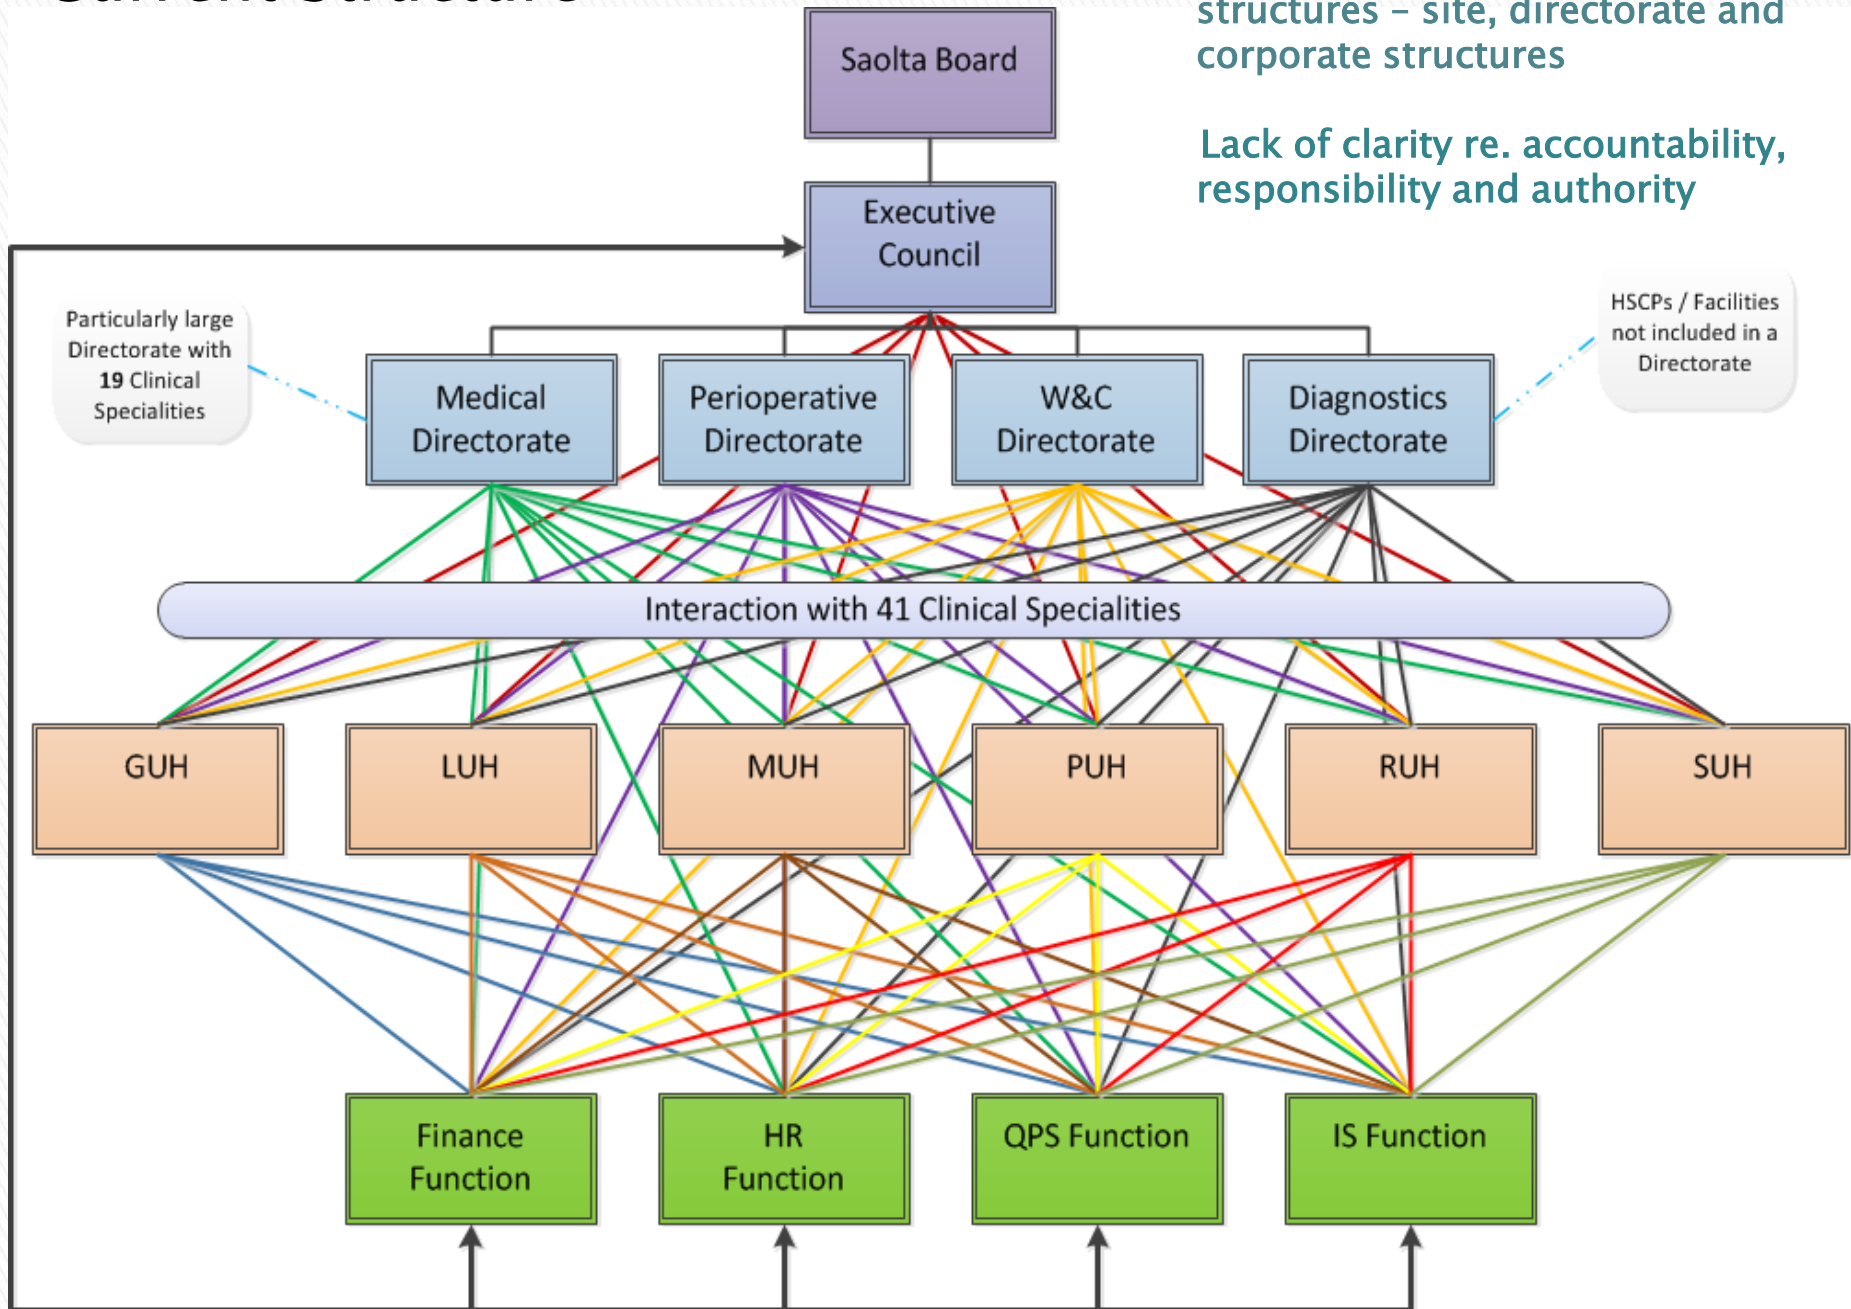 Current Structure
structures – site, directorate and
corporate structures
Lack of clarity re. accountability,
responsibility and authority
Saolta Board
Executive
Council
Particularly large
Directorate with
19 Clinical
Specialities
HSCPs / Facilities
not included in a
Directorate
Medical
Directorate
Perioperative
Directorate
W&C
Directorate
Diagnostics
Directorate
Interaction with 41 Clinical Specialities
GUH
LUH
MUH
PUH
RUH
SUH
Finance
Function
HR
Function
QPS Function
IS Function